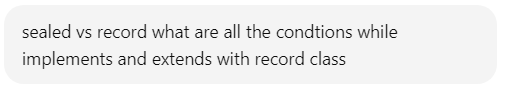 sealed vs record what are all the condtions while
implements and extends with record class